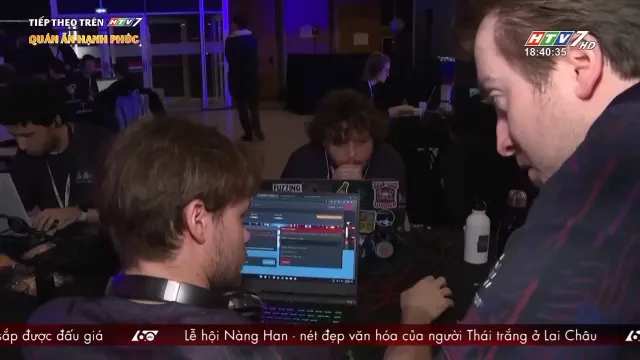 TIẾP THEO TRÊN HTV7
QUÁN ĂN HẠNH PHÚC
HTV7 HD
18:40:35
FUZZING
sắp được đấu giá 60 Lễ hội Nàng Han - nét đẹp văn hóa của người Thái trắng ở Lai Châu